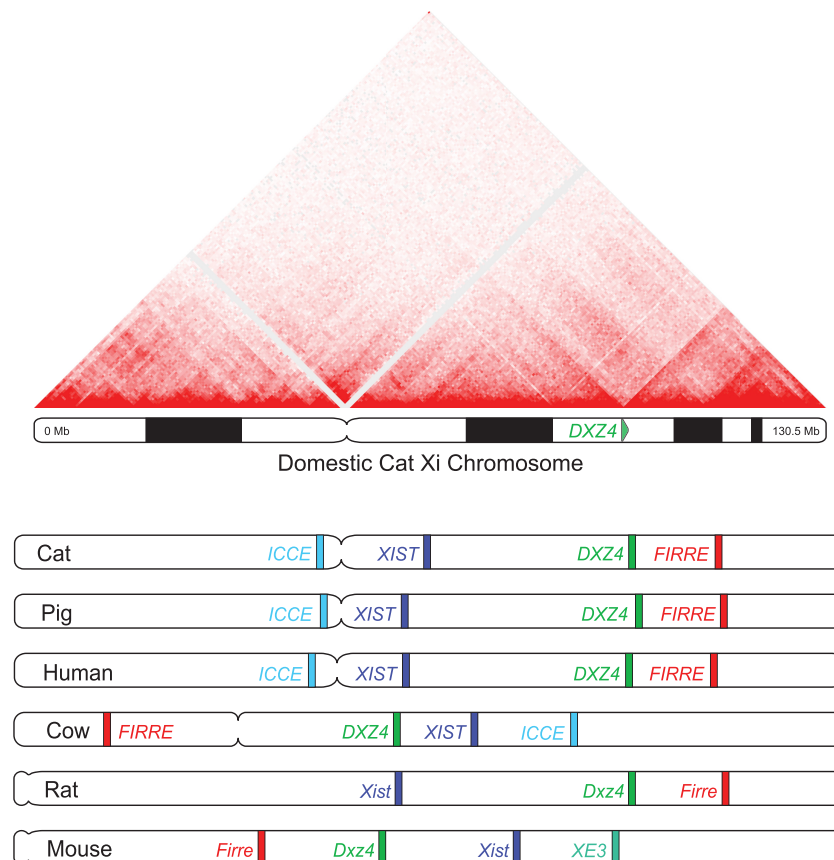 0 Mb DXZ4 130.5 Mb
Domestic Cat Xi Chromosome
Cat ICCE XIST DXZ4 FIRRE
Pig ICCE XIST DXZ4 FIRRE
Human ICCE XIST DXZ4 FIRRE
Cow FIRRE DXZ4 XIST ICCE
Rat Xist Dxz4 Firre
Mouse Firre Dxz4 Xist XE3